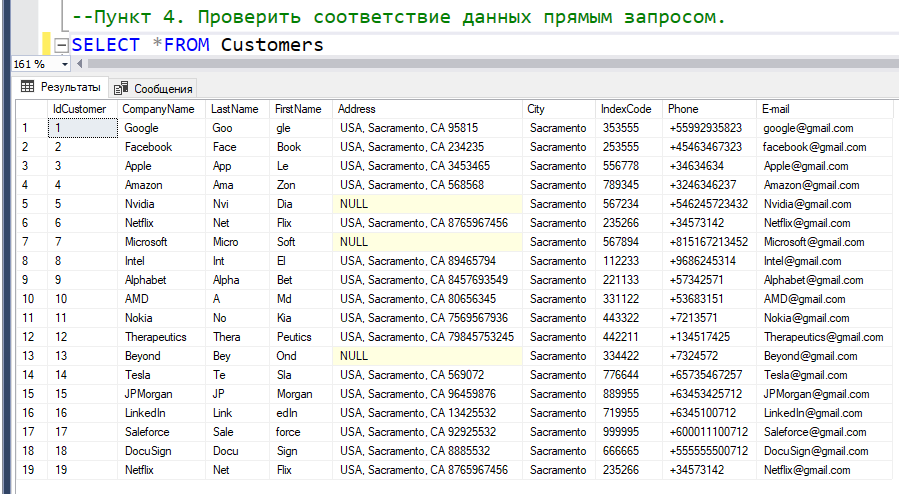 --Пункт 4. Проверить соответствие данных прямым запросом.
SELECT *FROM Customers
161 %
Результаты Сообщения
IdCustomer CompanyName LastName FirstName Address City IndexCode Phone E-mail
1 1 Google Goo gle USA, Sacramento, CA 95815 Sacramento 353555 +55992935823 google@gmail.com
2 2 Facebook Face Book USA, Sacramento, CA 234235 Sacramento 253555 +45463467323 facebook@gmail.com
3 3 Apple App Le USA, Sacramento, CA 3453465 Sacramento 556778 +34634634 Apple@gmail.com
4 4 Amazon Ama Zon USA, Sacramento, CA 568568 Sacramento 789345 +3246346237 Amazon@gmail.com
5 5 Nvidia Nvi Dia NULL Sacramento 567234 +546245723432 Nvidia@gmail.com
6 6 Netflix Net Flix USA, Sacramento, CA 8765967456 Sacramento 235266 +34573142 Netflix@gmail.com
7 7 Microsoft Micro Soft NULL Sacramento 567894 +815167213452 Microsoft@gmail.com
8 8 Intel Int El USA, Sacramento, CA 89465794 Sacramento 112233 +9686245314 Intel@gmail.com
9 9 Alphabet Alpha Bet USA, Sacramento, CA 8457693549 Sacramento 221133 +57342571 Alphabet@gmail.com
10 10 AMD A Md USA, Sacramento, CA 80656345 Sacramento 331122 +53683151 AMD@gmail.com
11 11 Nokia No Kia USA, Sacramento, CA 7569567936 Sacramento 443322 +7213571 Nokia@gmail.com
12 12 Therapeutics Thera Peutics USA, Sacramento, CA 79845753245 Sacramento 442211 +134517425 Therapeutics@gmail.com
13 13 Beyond Bey Ond NULL Sacramento 334422 +7324572 Beyond@gmail.com
14 14 Tesla Te Sla USA, Sacramento, CA 569072 Sacramento 776644 +65735467257 Tesla@gmail.com
15 15 JPMorgan JP Morgan USA, Sacramento, CA 96459876 Sacramento 889955 +63453425712 JPMorgan@gmail.com
16 16 LinkedIn Link edIn USA, Sacramento, CA 13425532 Sacramento 719955 +6345100712 LinkedIn@gmail.com
17 17 Saleforce Sale force USA, Sacramento, CA 92925532 Sacramento 999995 +600011100712 Saleforce@gmail.com
18 18 DocuSign Docu Sign USA, Sacramento, CA 8885532 Sacramento 666665 +555555500712 DocuSign@gmail.com
19 19 Netflix Net Flix USA, Sacramento, CA 8765967456 Sacramento 235266 +34573142 Netflix@gmail.com